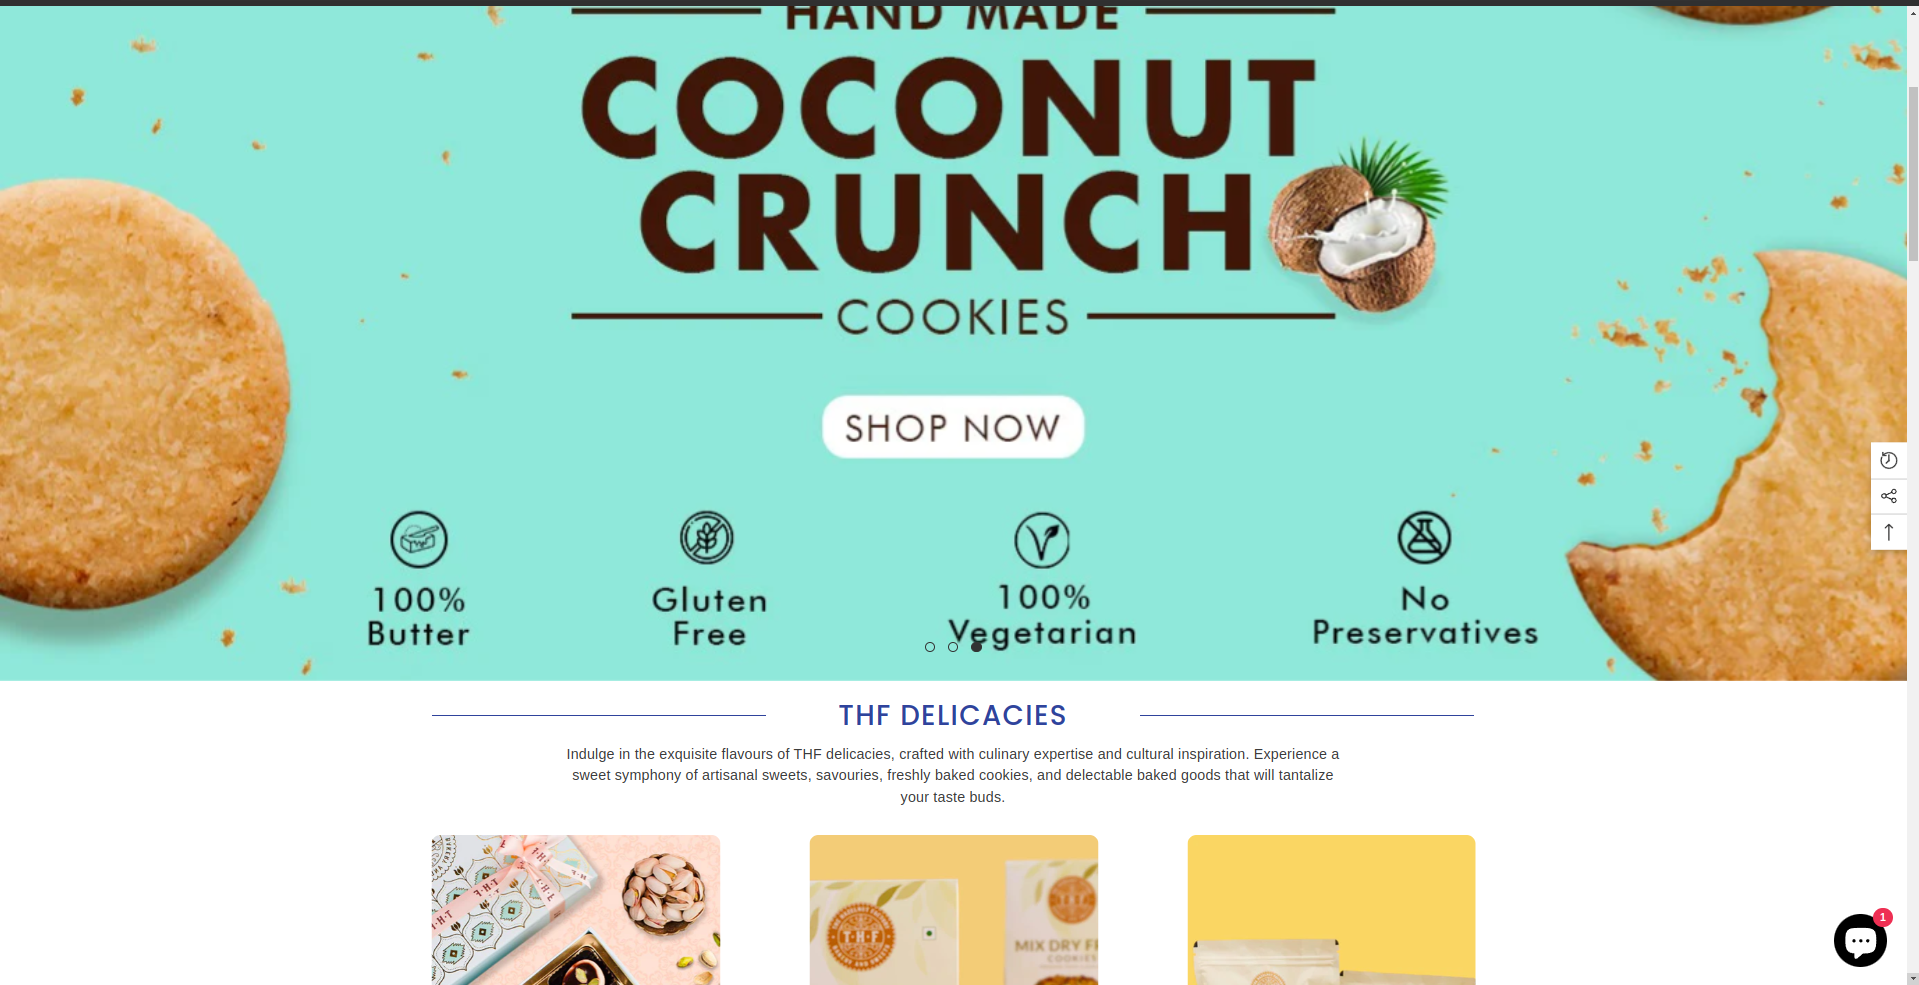 HAND MADE
COCONUT
CRUNCH
COOKIES
SHOP NOW
100%
Butter
Gluten
Free
100%
Vegetarian
No
Preservatives
THF DELICACIES
Indulge in the exquisite flavours of THF delicacies, crafted with culinary expertise and cultural inspiration. Experience a
sweet symphony of artisanal sweets, savouries, freshly baked cookies, and delectable baked goods that will tantalize
your taste buds.
T·H·F
T·H·F
MIX DRY FR
COOKIES
1